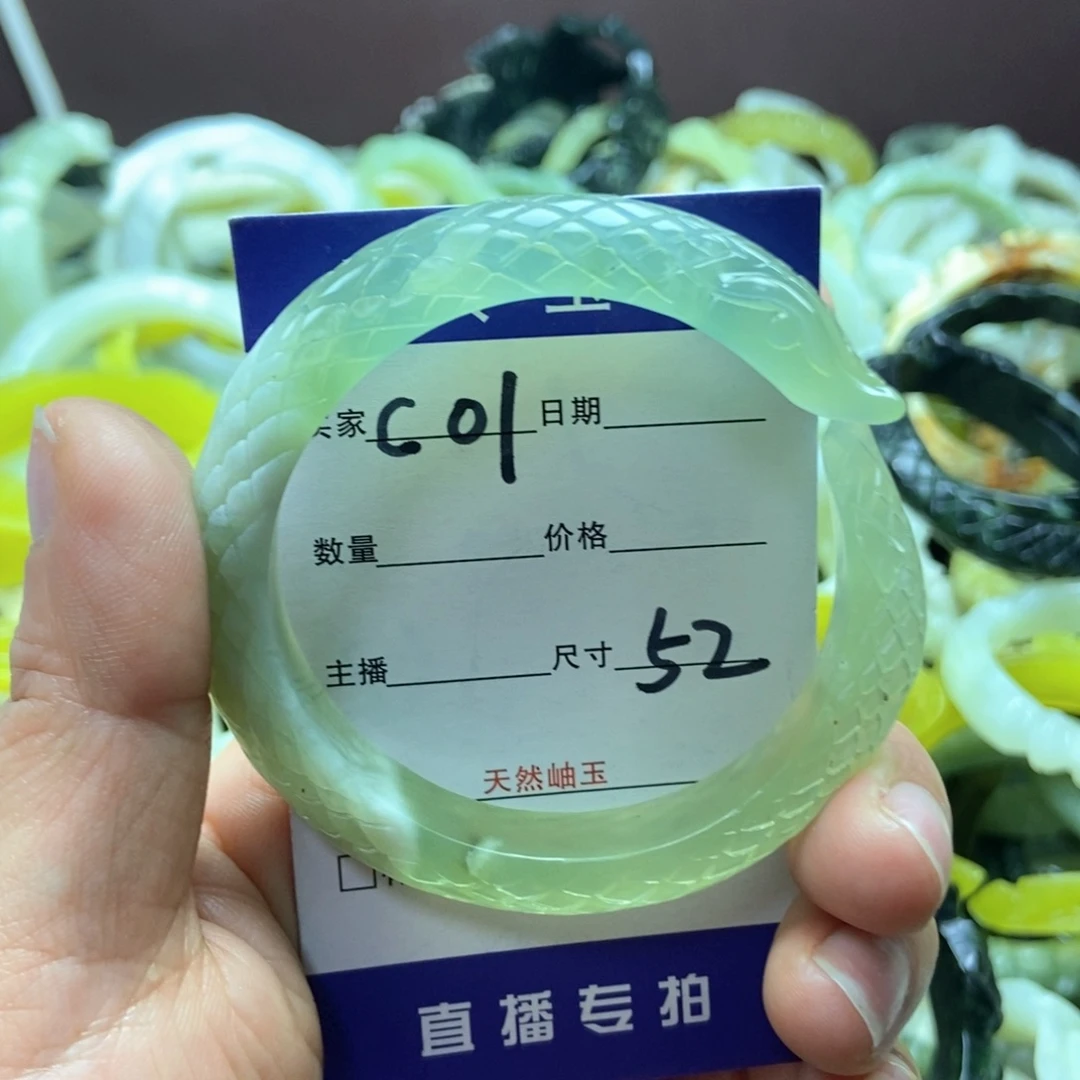 玉
家 C01 日期
数量 价格
主播 尺寸 52
天然岫玉
直播专拍